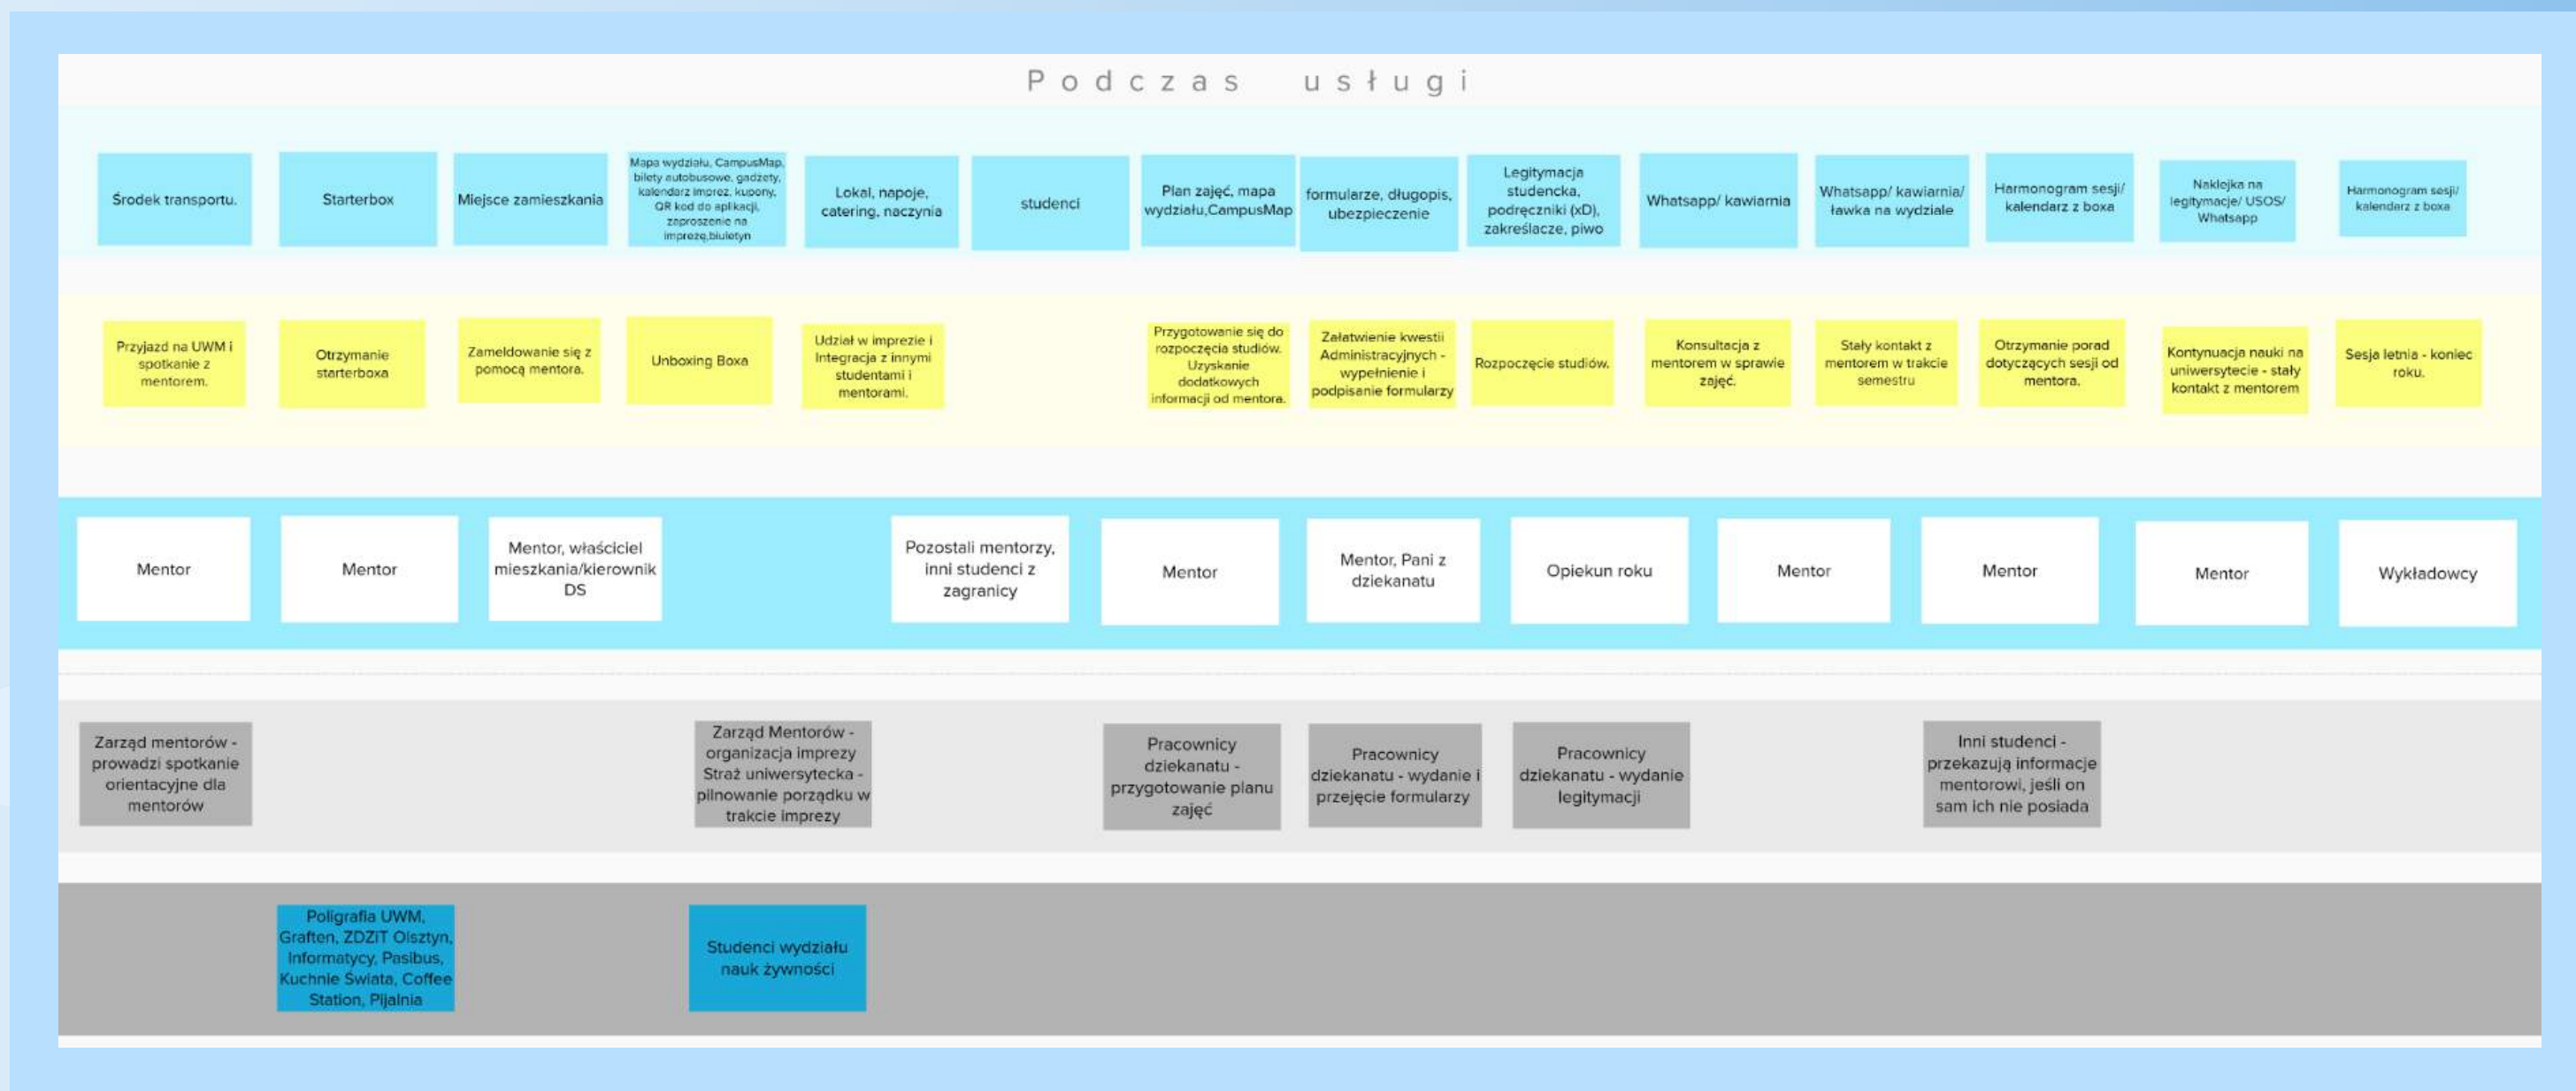 Podczas usługi
Środek transportu.
Starterbox
Miejsce zamieszkania
Mapa wydziału, CampusMap,
bilety autobusowe, gadżety,
kalendarz imprez, kupony,
QR kod do aplikacji,
zaproszenie na
imprezę,biuletyn
Lokal, napoje,
catering, naczynia
studenci
Plan zajęć, mapa
wydziału,CampusMap
formularze, długopis,
ubezpieczenie
Legitymacja
studencka,
podręczniki (xD),
zakreślacze, piwo
Whatsapp/ kawiarnia
Whatsapp/ kawiarnia/
ławka na wydziale
Harmonogram sesji/
kalendarz z boxa
Naklejka na
legitymacje/ USOS/
Whatsapp
Harmonogram sesji/
kalendarz z boxa
Przyjazd na UWM i
spotkanie z
mentorem.
Otrzymanie
starterboxa
Zameldowanie się z
pomocą mentora.
Unboxing Boxa
Udział w imprezie i
Integracja z innymi
studentami i
mentorami.
Przygotowanie się do
rozpoczęcia studiów.
Uzyskanie
dodatkowych
informacji od mentora.
Załatwienie kwestii
Administracyjnych -
wypełnienie i
podpisanie formularzy
Rozpoczęcie studiów.
Konsultacja z
mentorem w sprawie
zajęć.
Stały kontakt z
mentorem w trakcie
semestru
Otrzymanie porad
dotyczących sesji od
mentora.
Kontynuacja nauki na
uniwersytecie - stały
kontakt z mentorem
Sesja letnia - koniec
roku.
Mentor
Mentor
Mentor, właściciel
mieszkania/kierownik
DS
Pozostali mentorzy,
inni studenci z
zagranicy
Mentor
Mentor, Pani z
dziekanatu
Opiekun roku
Mentor
Mentor
Mentor
Wykładowcy
Zarząd mentorów -
prowadzi spotkanie
orientacyjne dla
mentorów
Zarząd Mentorów -
organizacja imprezy
Straż uniwersytecka -
pilnowanie porządku w
trakcie imprezy
Pracownicy
dziekanatu -
przygotowanie planu
zajęć
Pracownicy
dziekanatu - wydanie i
przejęcie formularzy
Pracownicy
dziekanatu - wydanie
legitymacji
Inni studenci -
przekazują informacje
mentorowi, jeśli on
sam ich nie posiada
Poligrafia UWM,
Graften, ZDZiT Olsztyn,
Informatycy, Pasibus,
Kuchnie Świata, Coffee
Station, Pijalnia
Studenci wydziału
nauk żywności